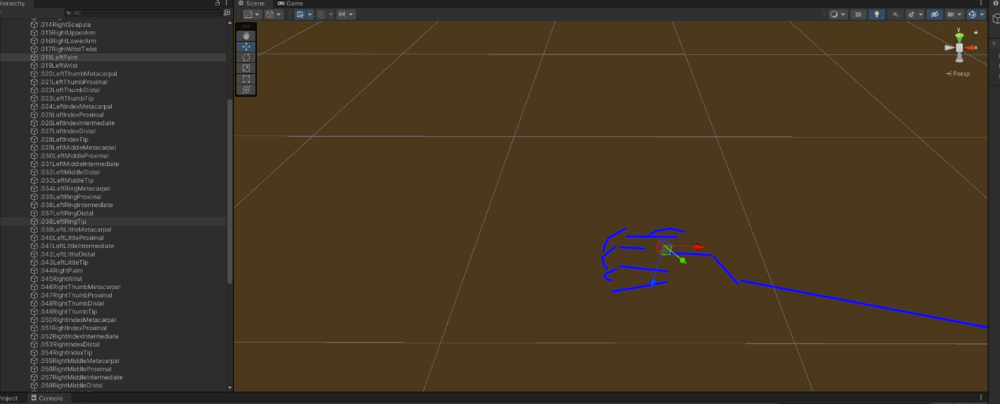 Hierarchy
All
.014RightScapula
.015RightUpperArm
.016RightLowerArm
.017RightWristTwist
.018LeftPalm
.019LeftWrist
.020LeftThumbMetacarpal
.021LeftThumbProximal
.022LeftThumbDistal
.023LeftThumbTip
.024LeftIndexMetacarpal
.025LeftIndexProximal
.026LeftIndexIntermediate
.027LeftIndexDistal
.028LeftIndexTip
.029LeftMiddleMetacarpal
.030LeftMiddleProximal
.031LeftMiddleIntermediate
.032LeftMiddleDistal
.033LeftMiddleTip
.034LeftRingMetacarpal
.035LeftRingProximal
.036LeftRingIntermediate
.037LeftRingDistal
.038LeftRingTip
.039LeftLittleMetacarpal
.040LeftLittleProximal
.041LeftLittleIntermediate
.042LeftLittleDistal
.043LeftLittleTip
.044RightPalm
.045RightWrist
.046RightThumbMetacarpal
.047RightThumbProximal
.048RightThumbDistal
.049RightThumbTip
.050RightIndexMetacarpal
.051RightIndexProximal
.052RightIndexIntermediate
.053RightIndexDistal
.054RightIndexTip
.055RightMiddleMetacarpal
.056RightMiddleProximal
.057RightMiddleIntermediate
.058RightMiddleDistal
Scene Game
2D
y
x
Persp
roject Console